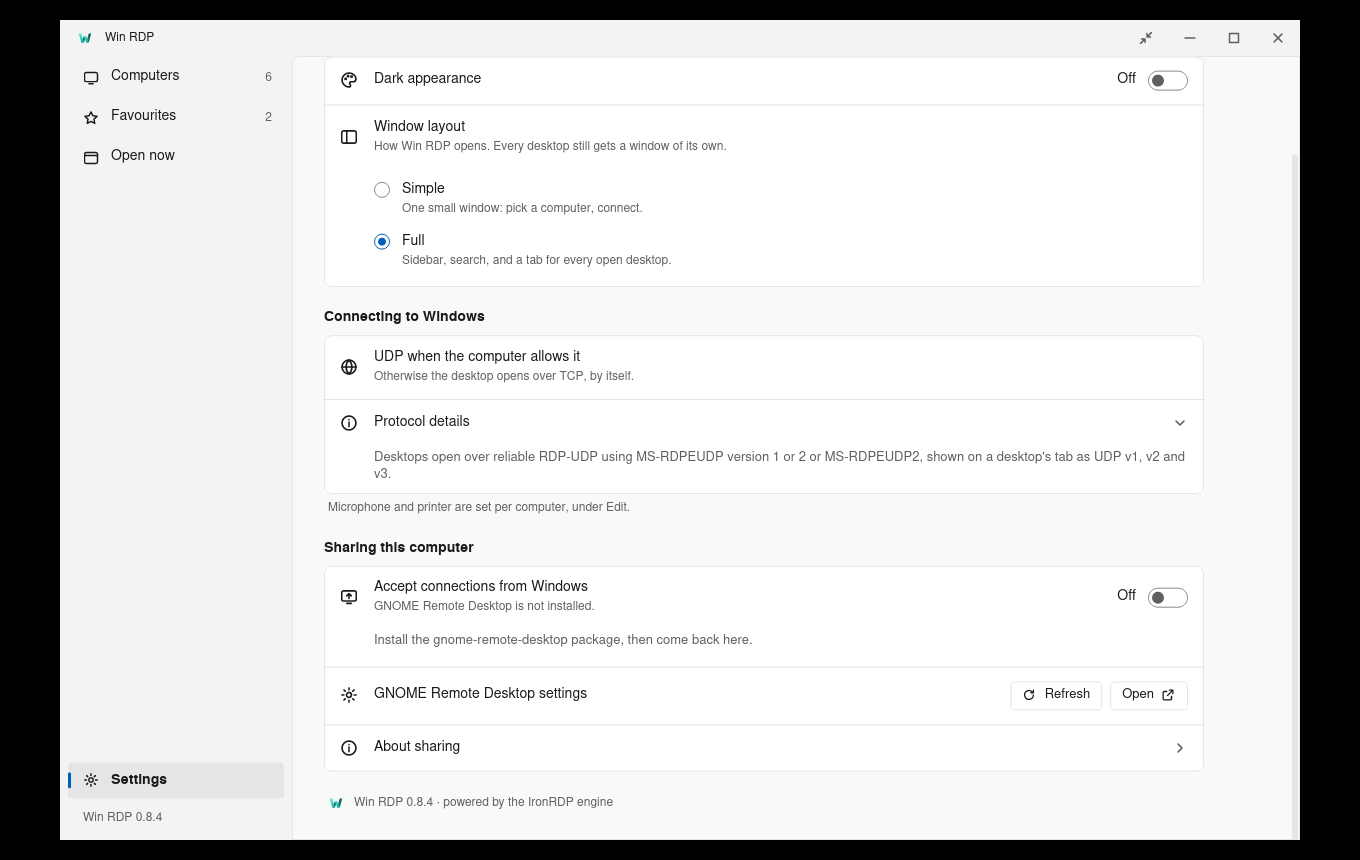 Win RDP
Computers 6
Favourites 2
Open now
Dark appearance Off
Window layout
How Win RDP opens. Every desktop still gets a window of its own.
Simple
One small window: pick a computer, connect.
Full
Sidebar, search, and a tab for every open desktop.
Connecting to Windows
UDP when the computer allows it
Otherwise the desktop opens over TCP, by itself.
Protocol details
Desktops open over reliable RDP-UDP using MS-RDPEUDP version 1 or 2 or MS-RDPEUDP2, shown on a desktop's tab as UDP v1, v2 and
v3.
Microphone and printer are set per computer, under Edit.
Sharing this computer
Accept connections from Windows Off
GNOME Remote Desktop is not installed.
Install the gnome-remote-desktop package, then come back here.
GNOME Remote Desktop settings Refresh Open
About sharing
Settings
Win RDP 0.8.4 · powered by the IronRDP engine
Win RDP 0.8.4